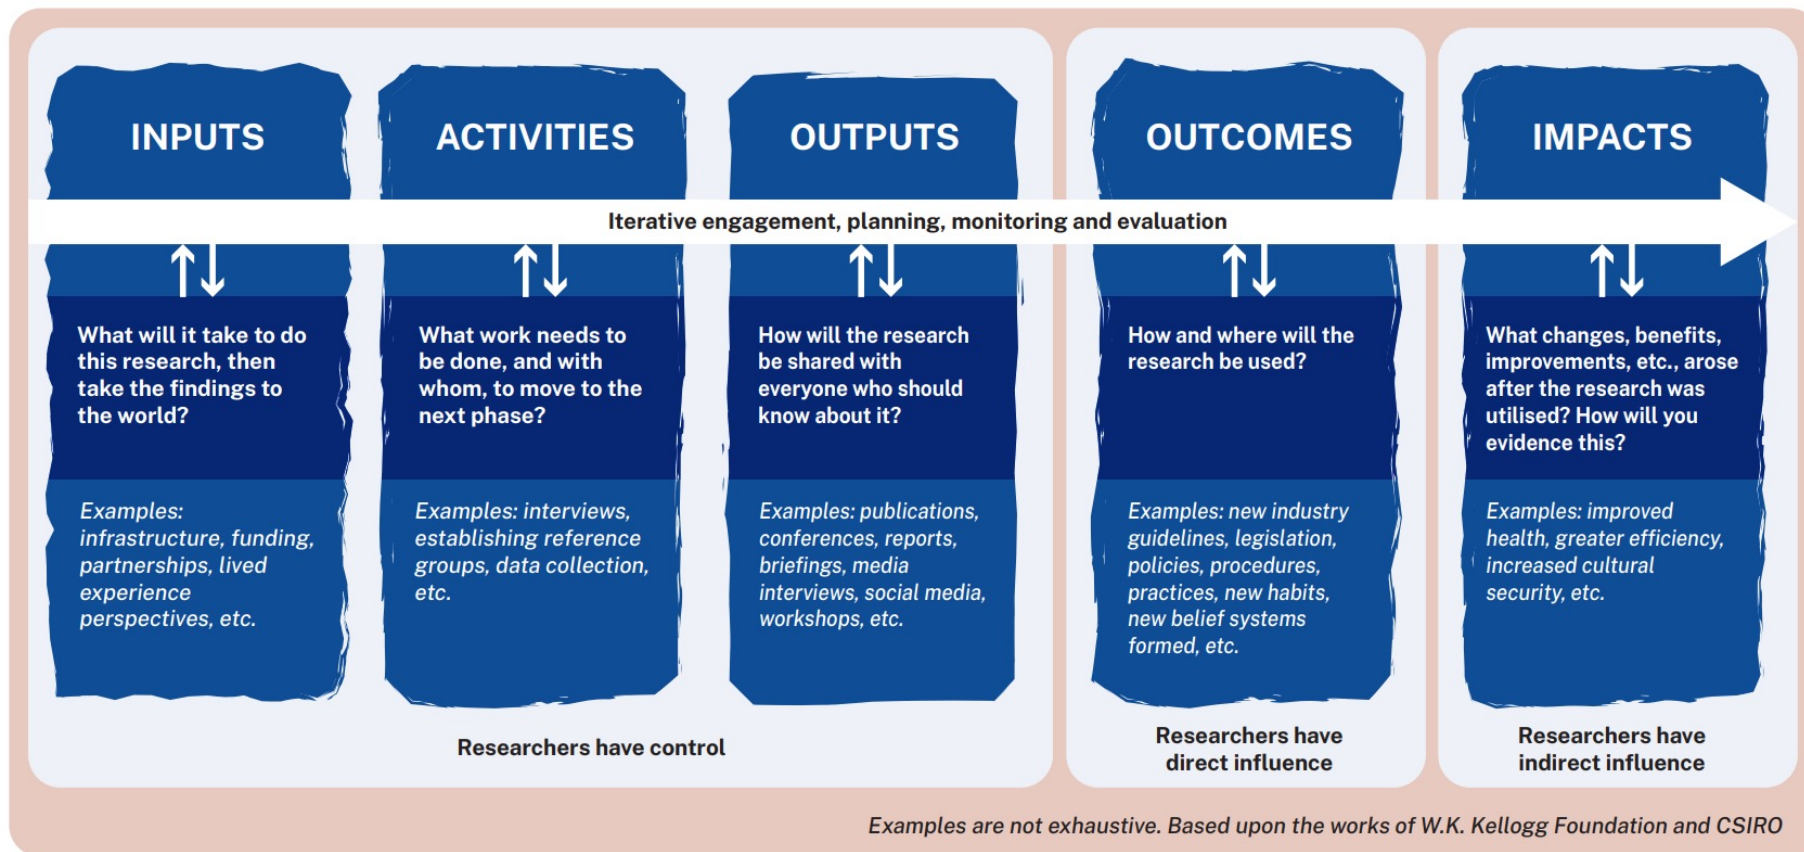 INPUTS
ACTIVITIES
OUTPUTS
OUTCOMES
IMPACTS
Iterative engagement, planning, monitoring and evaluation
What will it take to do
this research, then
take the findings to
the world?
What work needs to
be done, and with
whom, to move to the
next phase?
How will the research
be shared with
everyone who should
know about it?
How and where will the
research be used?
What changes, benefits,
improvements, etc., arose
after the research was
utilised? How will you
evidence this?
Examples:
infrastructure, funding,
partnerships, lived
experience
perspectives, etc.
Examples: interviews,
establishing reference
groups, data collection,
etc.
Examples: publications,
conferences, reports,
briefings, media
interviews, social media,
workshops, etc.
Examples: new industry
guidelines, legislation,
policies, procedures,
practices, new habits,
new belief systems
formed, etc.
Examples: improved
health, greater efficiency,
increased cultural
security, etc.
Researchers have control
Researchers have
direct influence
Researchers have
indirect influence
Examples are not exhaustive. Based upon the works of W.K. Kellogg Foundation and CSIRO